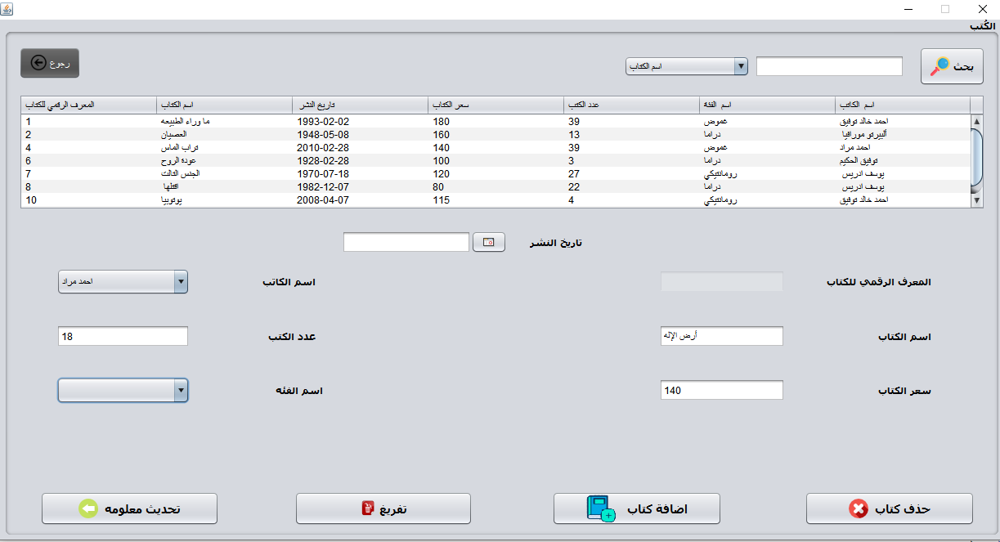 الكُتب
بحث اسم الكتاب رجوع
المعرف الرقمي للكتاب اسم الكتاب تاريخ النشر سعر الكتاب عدد الكتب اسم الفئة اسم الكاتب
1 ما وراء الطبيعه 1993-02-02 180 39 غموض احمد خالد توفيق
2 العصيان 1948-05-08 160 13 دراما ألبيرتو مورافيا
4 تراب الماس 2010-02-28 140 39 غموض احمد مراد
6 عودة الروح 1928-02-28 100 3 دراما توفيق الحكيم
7 الجنس الثالث 1970-07-18 120 27 رومانتيكي يوسف ادريس
8 اقتلها 1982-12-07 80 22 دراما يوسف ادريس
10 يوتوبيا 2008-04-07 115 4 رومانتيكي احمد خالد توفيق
تاريخ النشر
المعرف الرقمي للكتاب اسم الكاتب احمد مراد
اسم الكتاب أرض الإله عدد الكتب 18
سعر الكتاب 140 اسم الفئه
حذف كتاب اضافة كتاب تفريغ تحديث معلومه